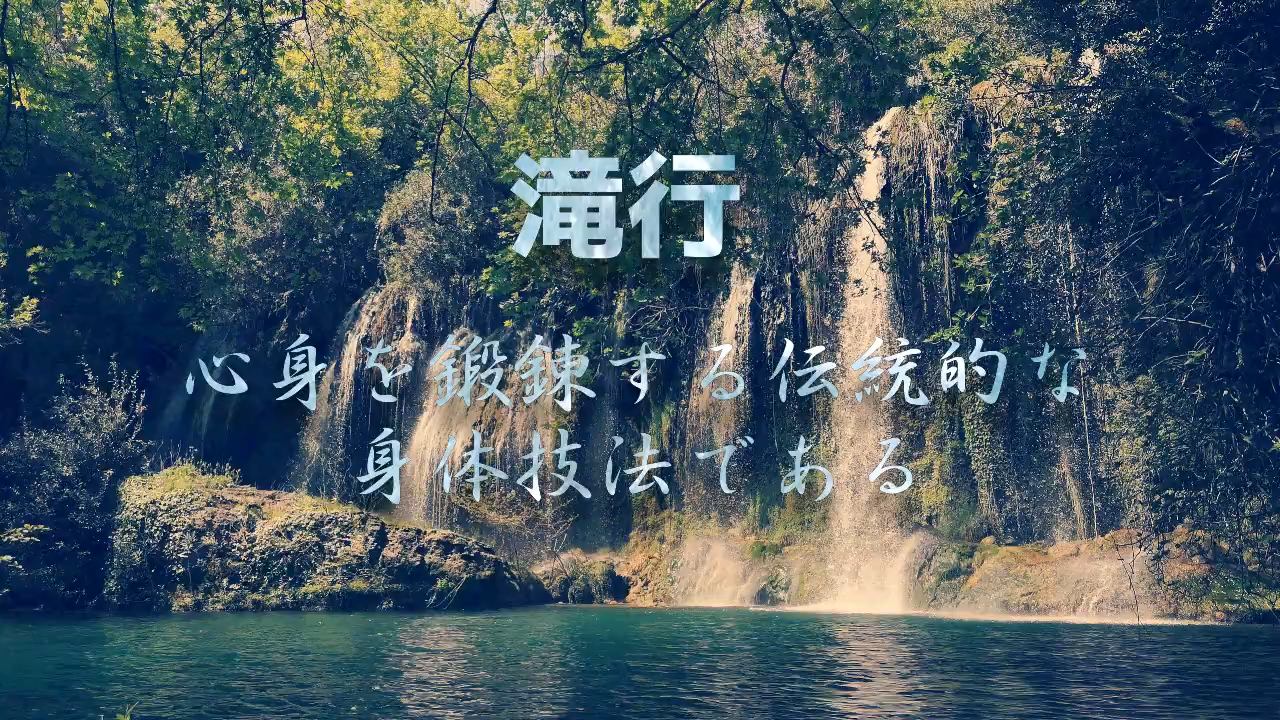 滝行
心身を鍛錬する伝統的な
身体技法である